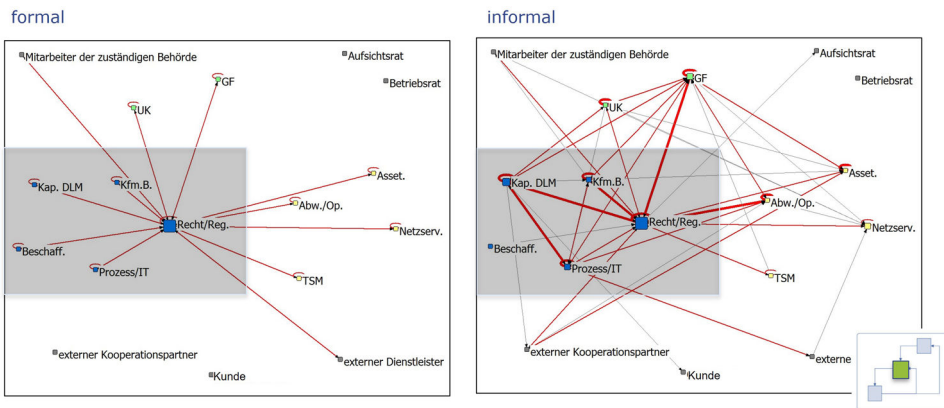 formal
Mitarbeiter der zuständigen Behörde
Aufsichtsrat
GF
Betriebsrat
UK
Kap. DLM
Kfm.B.
Asset.
Abw./Op.
Recht/Reg.
Netzserv.
Beschaff.
Prozess/IT
TSM
externer Kooperationspartner
externer Dienstleister
Kunde
informal
Mitarbeiter der zuständigen Behörde
Aufsichtsrat
GF
Betriebsrat
UK
Kap. DLM
Kfm.B.
Asset.
Abw./Op.
Recht/Reg.
Netzserv.
Beschaff.
Prozess/IT
TSM
externer Kooperationspartner
externe
Kunde